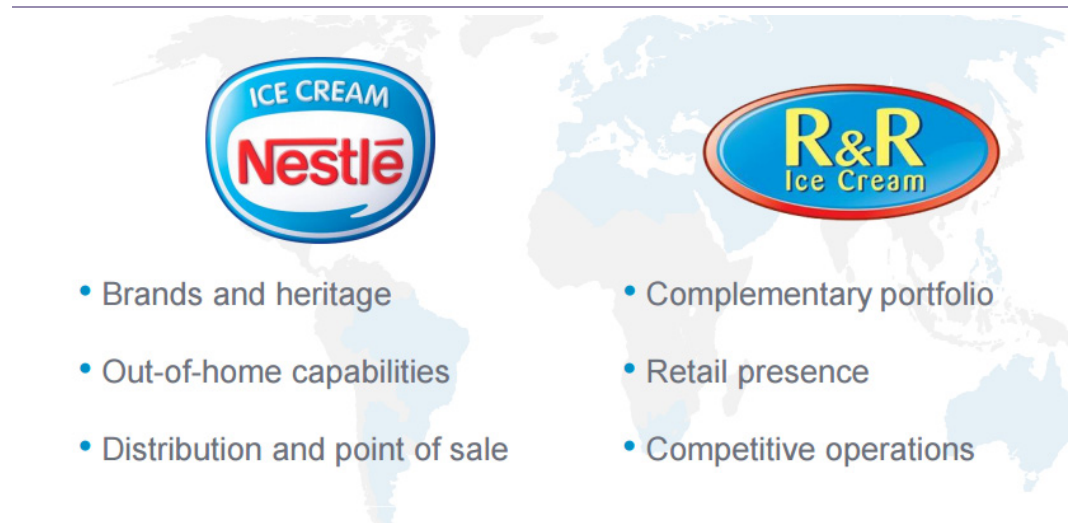 ICE CREAM
Nestlé
• Brands and heritage
• Out-of-home capabilities
• Distribution and point of sale
R&R
Ice Cream
• Complementary portfolio
• Retail presence
• Competitive operations